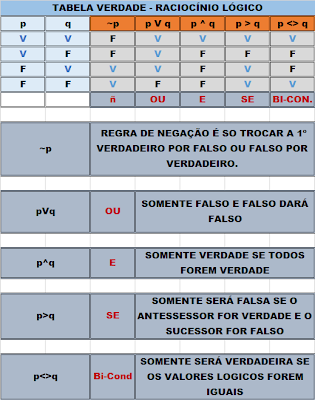 TABELA VERDADE - RACIOCÍNIO LÓGICO
p q ~p p V q p ^ q p > q p <> q
V V F V V V V
V F F V F F F
F V V V F V F
F F V F F V V
ñ OU E SE BI-CON.
~p
REGRA DE NEGAÇÃO É SO TROCAR A 1º
VERDADEIRO POR FALSO OU FALSO POR
VERDADEIRO.
pVq OU
SOMENTE FALSO E FALSO DARÁ
FALSO
p^q E
SOMENTE VERDADE SE TODOS
FOREM VERDADE
p>q SE
SOMENTE SERÁ FALSA SE O
ANTESSESSOR FOR VERDADE E O
SUCESSOR FOR FALSO
p<>q Bi-Cond
SOMENTE SERÁ VERDADEIRA SE
OS VALORES LOGICOS FOREM
IGUAIS